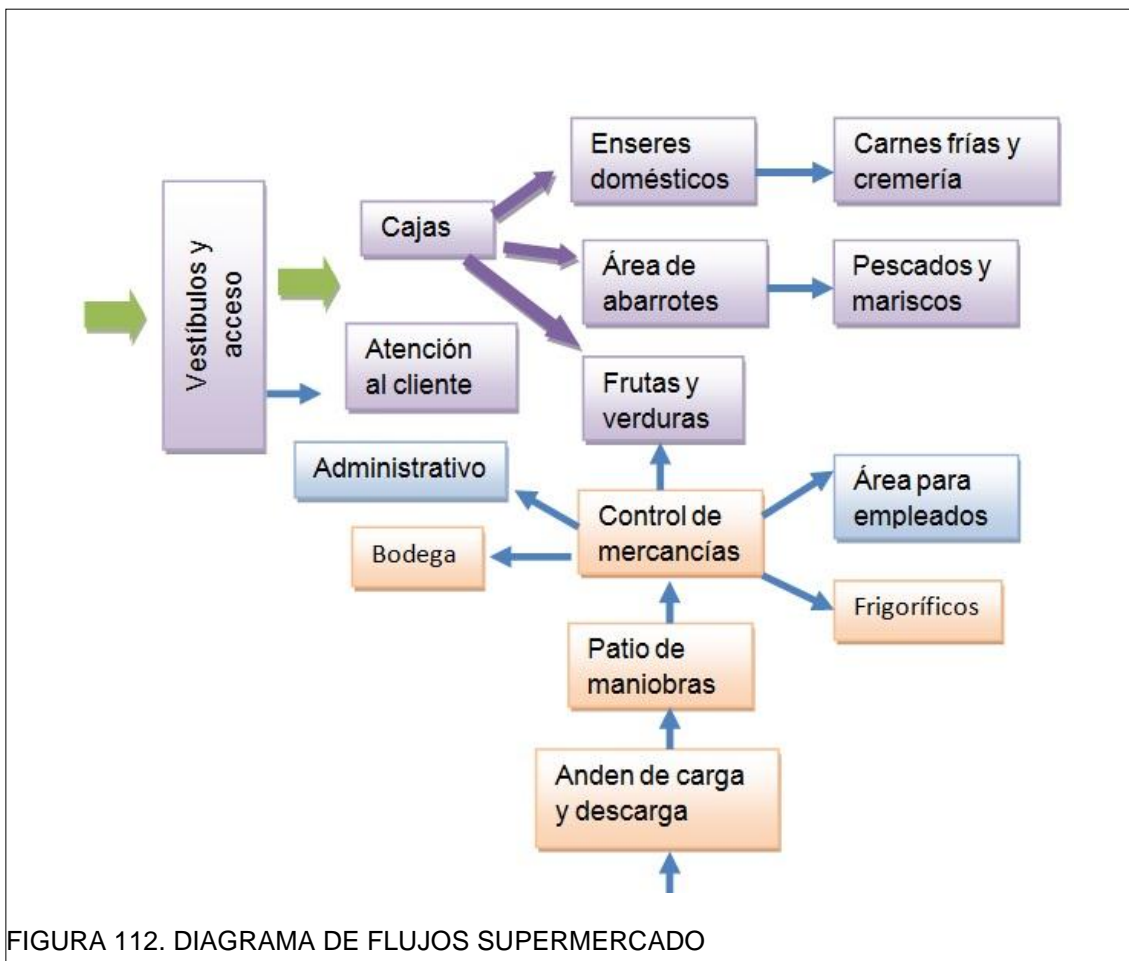 Enseres
domésticos
Carnes frías y
cremería
Vestíbulos y
acceso
Cajas
Área de
abarrotes
Pescados y
mariscos
Atención
al cliente
Frutas y
verduras
Administrativo
Control de
mercancías
Área para
empleados
Bodega
Frigoríficos
Patio de
maniobras
Anden de carga
y descarga
FIGURA 112. DIAGRAMA DE FLUJOS SUPERMERCADO